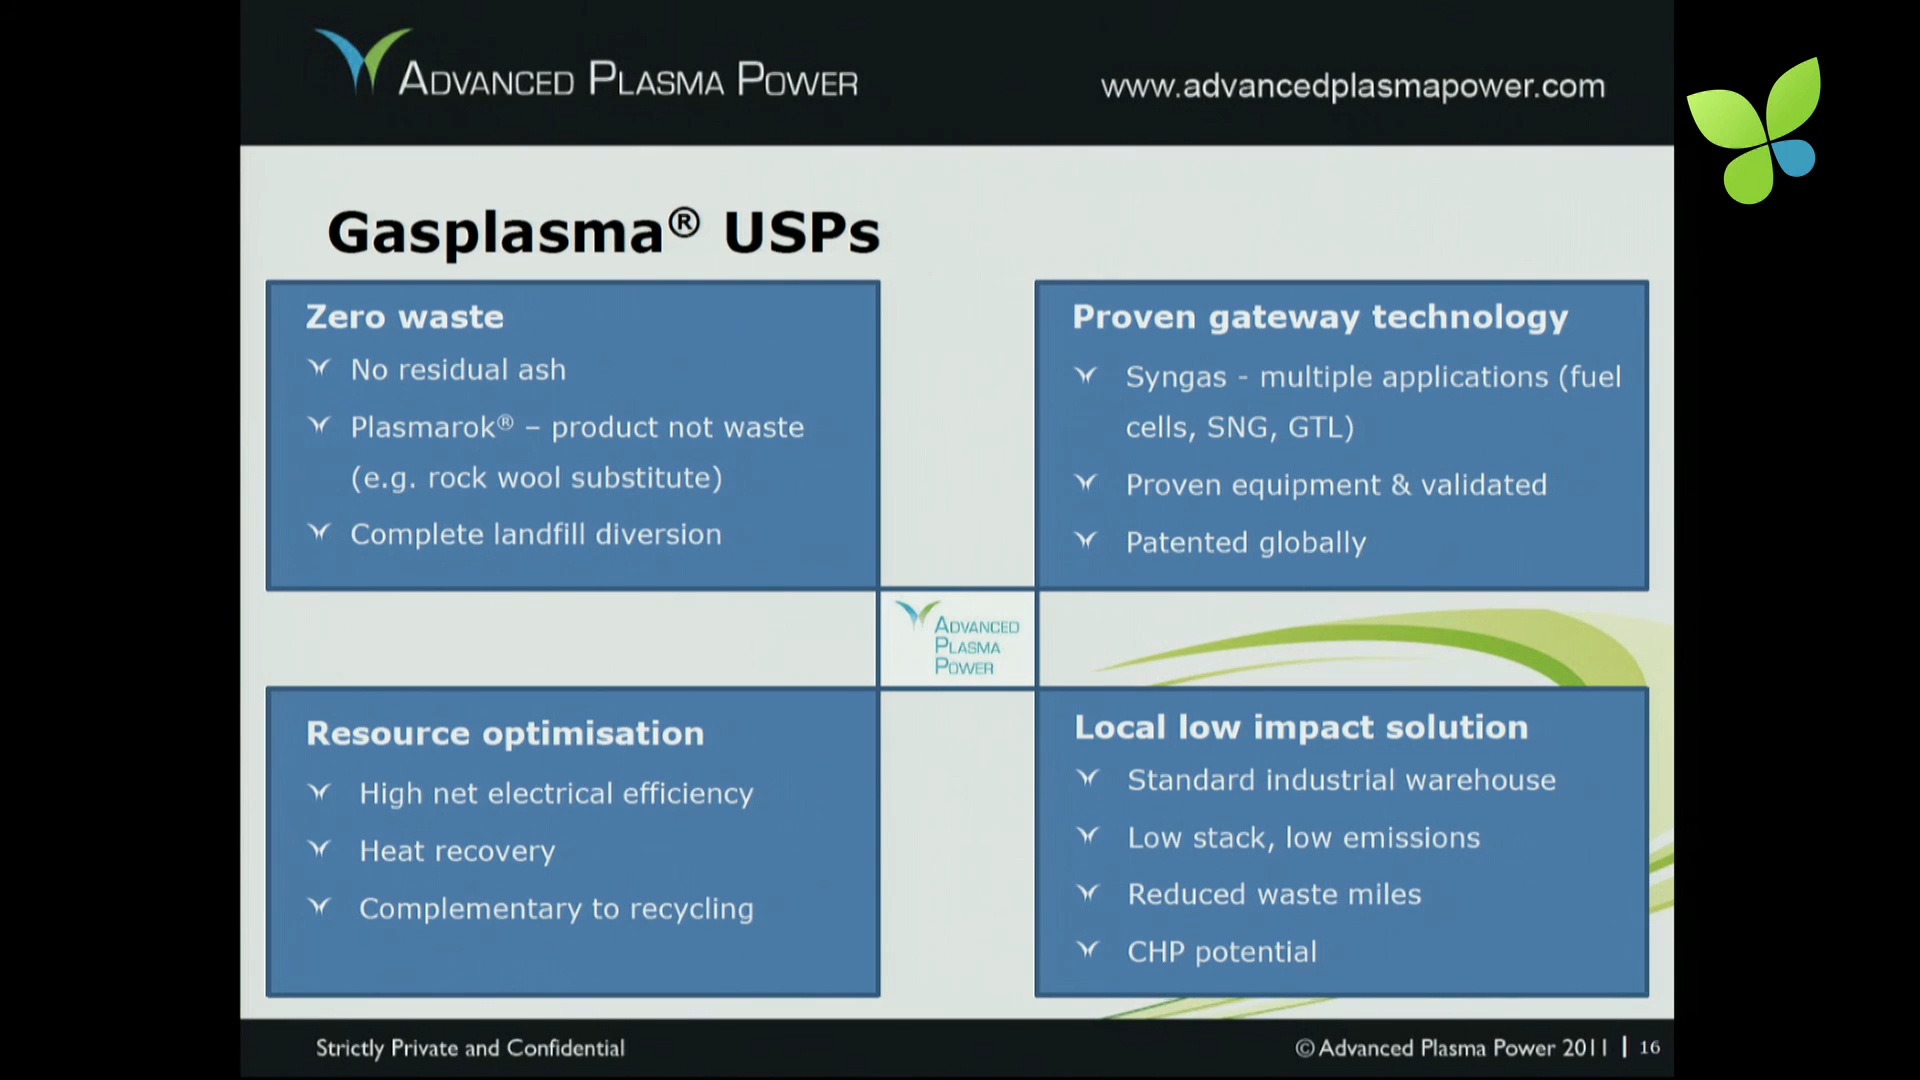 ADVANCED PLASMA POWER
www.advancedplasmapower.com
Gasplasma® USPs
Zero waste
No residual ash
Plasmarok® – product not waste
(e.g. rock wool substitute)
Complete landfill diversion
Proven gateway technology
Syngas - multiple applications (fuel
cells, SNG, GTL)
Proven equipment & validated
Patented globally
ADVANCED
PLASMA
POWER
Resource optimisation
High net electrical efficiency
Heat recovery
Complementary to recycling
Local low impact solution
Standard industrial warehouse
Low stack, low emissions
Reduced waste miles
CHP potential
Strictly Private and Confidential
© Advanced Plasma Power 2011 | 16